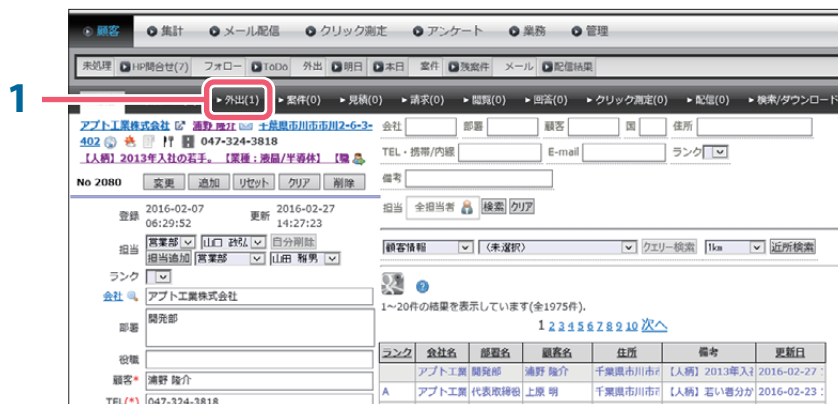 顧客 集計 メール配信 クリック測定 アンケート 業務 管理
未処理 HP問合せ(7) フォロー ToDo 外出 明日 本日 案件 残案件 メール 配信結果
1
外出(1) 案件(0) 見積(0) 請求(0) 閲覧(0) 回答(0) クリック測定(0) 配信(0) 検索/ダウンロード
アプト工業株式会社 浦野 隆介 千葉県市川市市川2-6-3-
402 047-324-3818
【人柄】2013年入社の若手。【業種：液晶/半導体】【職
No 2080 変更 追加 リセット クリア 削除
登録 2016-02-07 06:29:52 更新 2016-02-27 14:27:23
担当 営業部 自分削除
担当追加 営業部 山田 雅男
ランク
会社 アプト工業株式会社
部署 開発部
役職
顧客* 浦野 隆介
TEL(*) 047-324-3818
会社 部署 顧客 国 住所
TEL・携帯/内線 E-mail ランク
備考
担当 全担当者 検索 クリア
顧客情報 (未選択) クエリー検索 1km 近所検索
1～20件の結果を表示しています(全1975件).
1 2 3 4 5 6 7 8 9 10 次へ
ランク 会社名 部署名 顧客名 住所 備考 更新日
アプト工業 開発部 浦野 隆介 千葉県市川市 【人柄】2013年入 2016-02-27
A アプト工業 代表取締役 上原 明 千葉県市川市 【人柄】若い着分が 2016-02-23